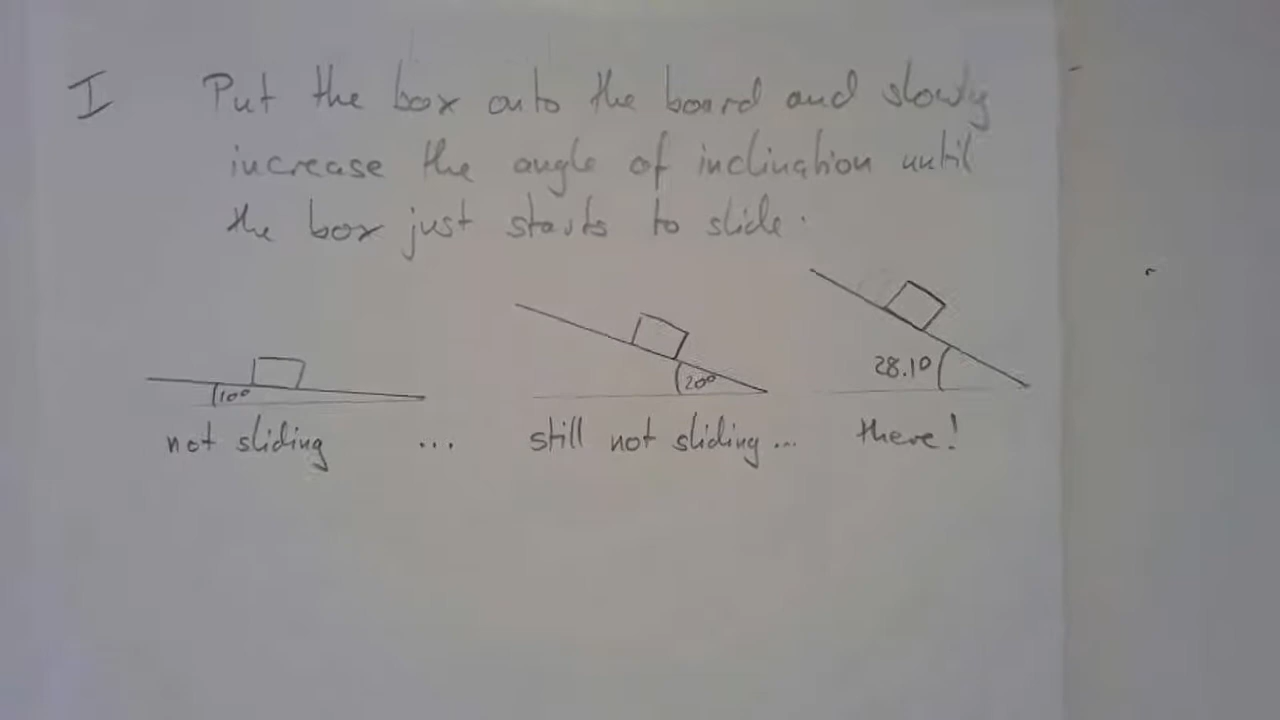 I Put the box onto the board and slowly
increase the angle of inclination until
the box just starts to slide.
10°
20°
28.1°
not sliding ... still not sliding... there!